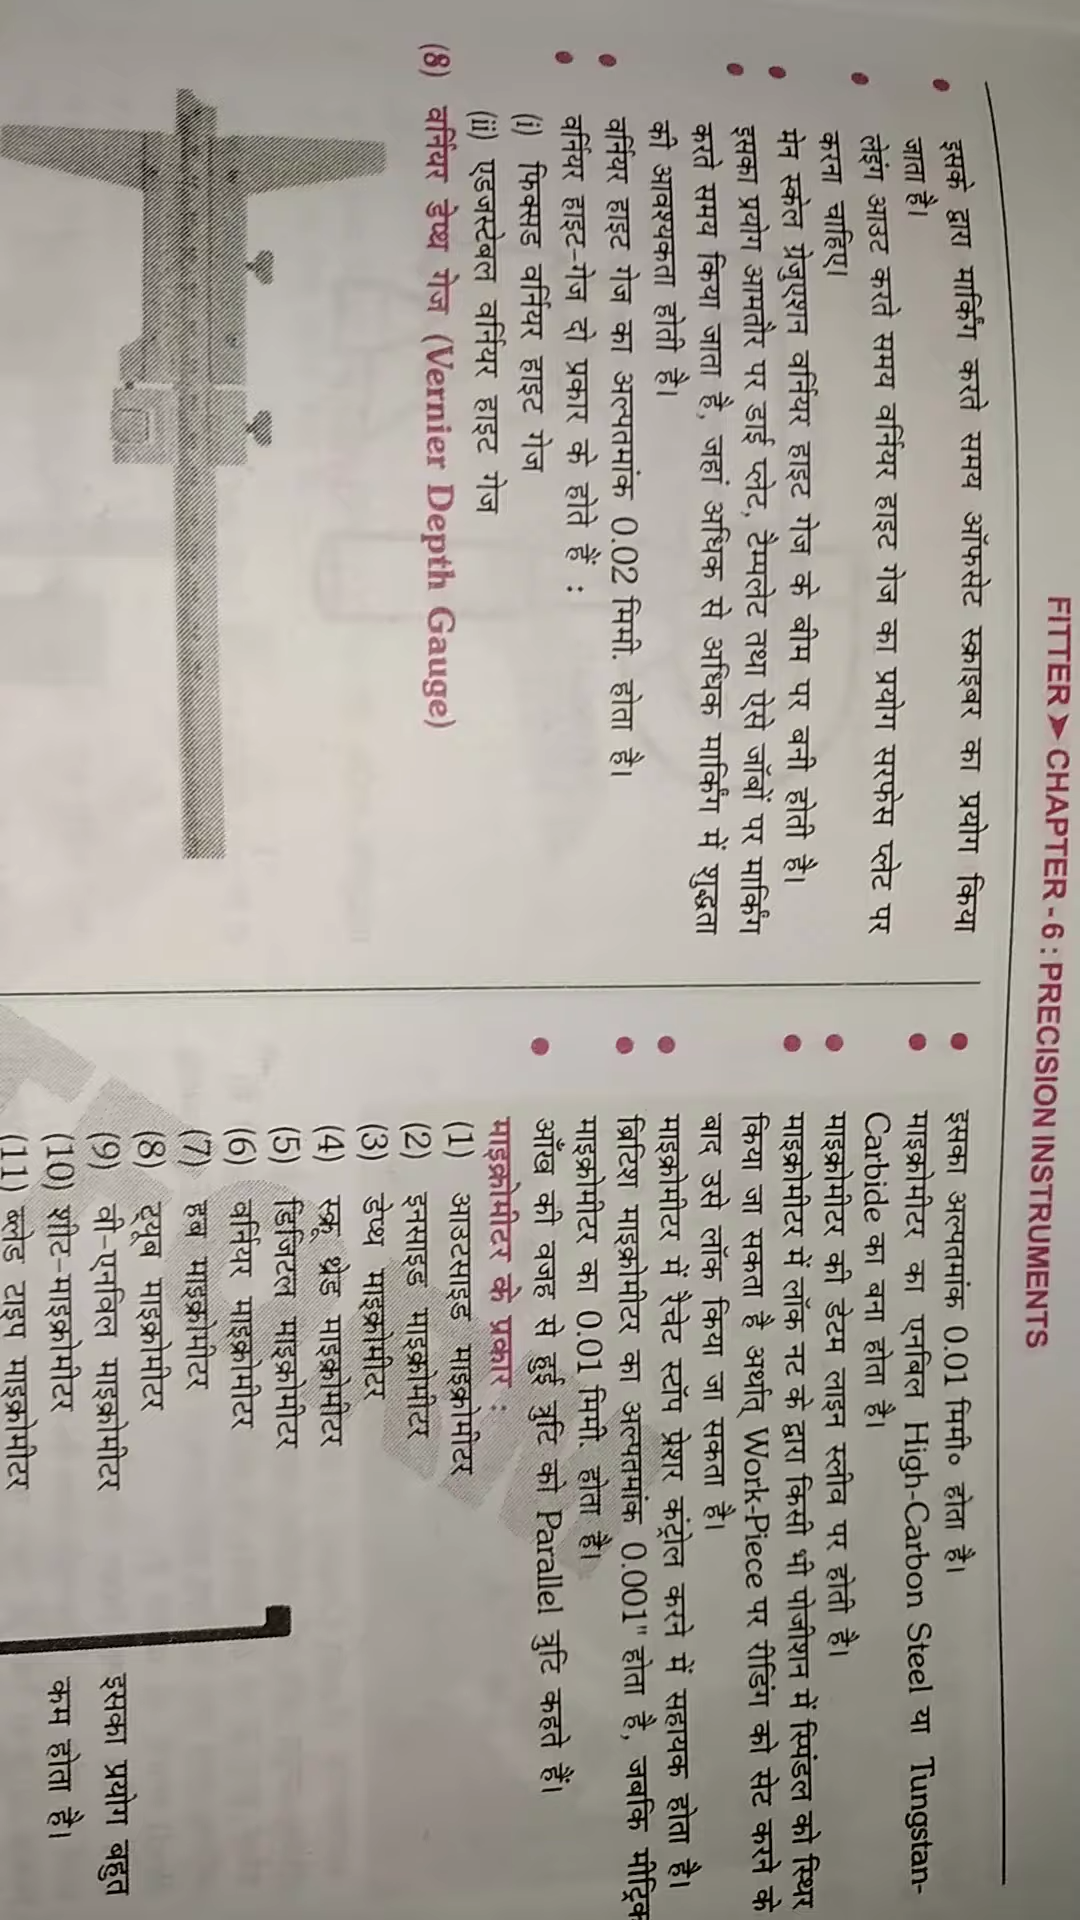 FITTER ➤ CHAPTER - 6 : PRECISION INSTRUMENTS
• इसके द्वारा मार्किंग करते समय ऑफसेट स्क्राइबर का प्रयोग किया
जाता है।
• लेइंग आउट करते समय वर्नियर हाइट गेज का प्रयोग सरफेस प्लेट पर
करना चाहिए।
• मेन स्केल ग्रेजुएशन वर्नियर हाइट गेज के बीम पर बनी होती है।
• इसका प्रयोग आमतौर पर डाई प्लेट, टैम्पलेट तथा ऐसे जॉबों पर मार्किंग
करते समय किया जाता है, जहां अधिक से अधिक मार्किंग में शुद्धता
की आवश्यकता होती है।
• वर्नियर हाइट गेज का अल्पतमांक 0.02 मिमी. होता है।
• वर्नियर हाइट-गेज दो प्रकार के होते हैं :
(i) फिक्सड वर्नियर हाइट गेज
(ii) एडजस्टेबल वर्नियर हाइट गेज
(8) वर्नियर डेप्थ गेज (Vernier Depth Gauge)
• इसका अल्पतमांक 0.01 मिमी० होता है।
• माइक्रोमीटर का एनबिल High-Carbon Steel या Tungstan-
Carbide का बना होता है।
• माइक्रोमीटर की डेटम लाइन स्लीव पर होती है।
• माइक्रोमीटर में लॉक नट के द्वारा किसी भी पोजीशन में स्पिंडल को स्थिर
किया जा सकता है अर्थात् Work-Piece पर रीडिंग को सेट करने के
बाद उसे लॉक किया जा सकता है।
• माइक्रोमीटर में रैचेट स्टॉप प्रेशर कंट्रोल करने में सहायक होता है।
• ब्रिटिश माइक्रोमीटर का अल्पतमांक 0.001" होता है, जबकि मीट्रिक
माइक्रोमीटर का 0.01 मिमी. होता है।
• आँख की वजह से हुई त्रुटि को Parallel त्रुटि कहते हैं।
माइक्रोमीटर के प्रकार :
(1) आउटसाइड माइक्रोमीटर
(2) इनसाइड माइक्रोमीटर
(3) डेप्थ माइक्रोमीटर
(4) स्क्रू थ्रेड माइक्रोमीटर
(5) डिजिटल माइक्रोमीटर
(6) वर्नियर माइक्रोमीटर
(7) हब माइक्रोमीटर
(8) ट्यूब माइक्रोमीटर
(9) वी-एनविल माइक्रोमीटर
(10) शीट-माइक्रोमीटर
(11) ब्लेड टाइप माइक्रोमीटर
इसका प्रयोग बहुत
कम होता है।